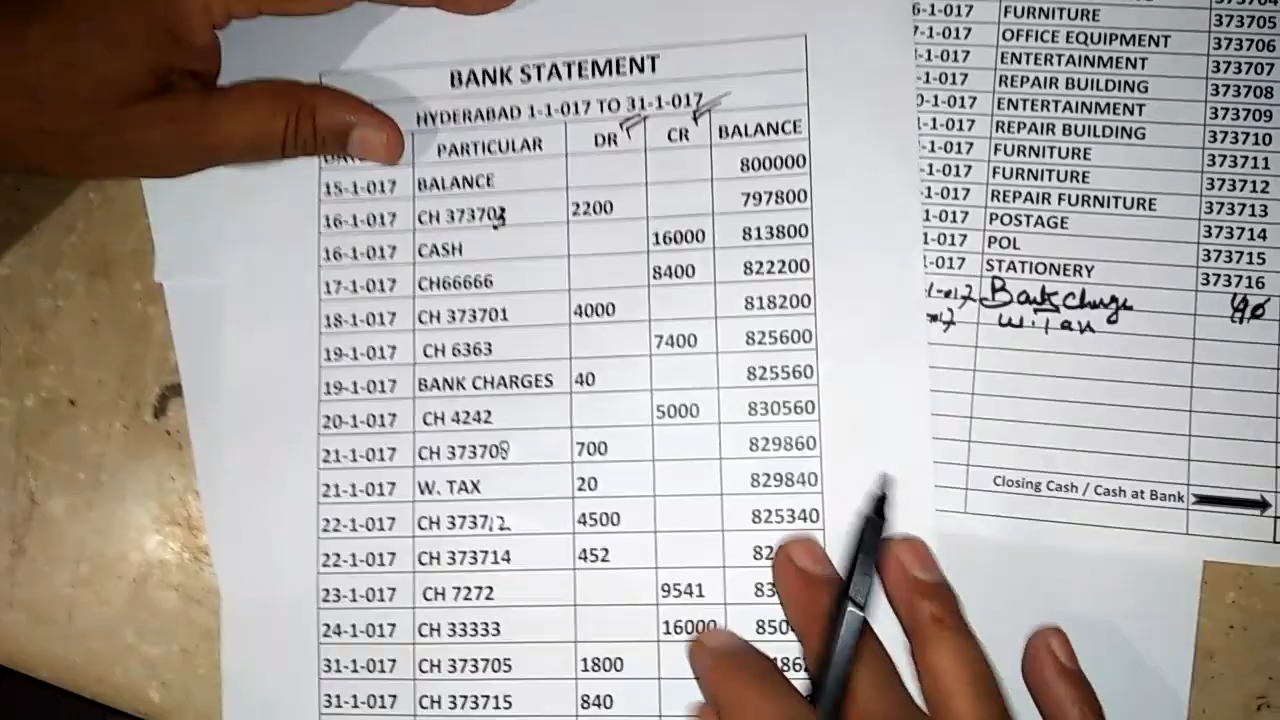 BANK STATEMENT
HYDERABAD 1-1-017 TO 31-1-017
PARTICULAR DR CR BALANCE
15-1-017 BALANCE 800000
16-1-017 CH 373703 2200 797800
16-1-017 CASH 16000 813800
17-1-017 CH66666 8400 822200
18-1-017 CH 373701 4000 818200
19-1-017 CH 6363 7400 825600
19-1-017 BANK CHARGES 40 825560
20-1-017 CH 4242 5000 830560
21-1-017 CH 373708 700 829860
21-1-017 W. TAX 20 829840
22-1-017 CH 373712 4500 825340
22-1-017 CH 373714 452
23-1-017 CH 7272 9541
24-1-017 CH 33333 16000
31-1-017 CH 373705 1800
31-1-017 CH 373715 840
FURNITURE 373705
OFFICE EQUIPMENT 373706
ENTERTAINMENT 373707
REPAIR BUILDING 373708
ENTERTAINMENT 373709
REPAIR BUILDING 373710
FURNITURE 373711
FURNITURE 373712
REPAIR FURNITURE 373713
POSTAGE 373714
POL 373715
STATIONERY 373716
Bank charge
W.Tax
Closing Cash / Cash at Bank